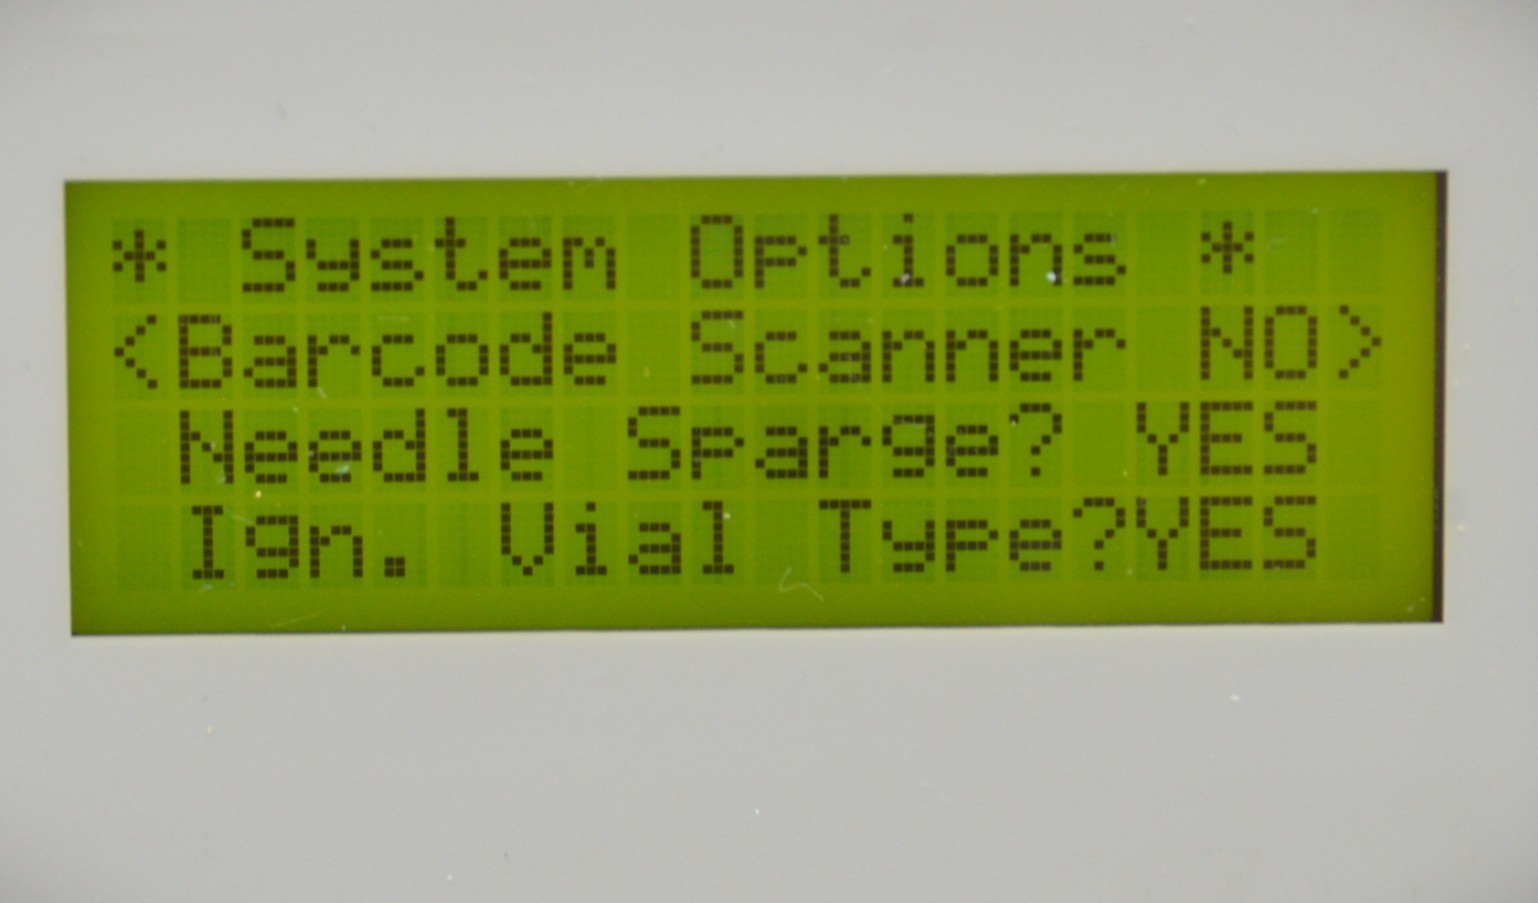 * System Options *
<Barcode Scanner NO>
Needle Sparge? YES
Ign. Vial Type?YES